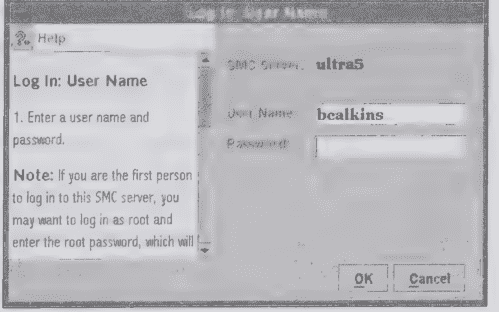 Log In: User Name
Help
Log In: User Name
1. Enter a user name and
password.
Note: If you are the first person
to log in to this SMC server, you
may want to log in as root and
enter the root password, which will
SMC Server: ultra5
User Name: bcalkins
Password:
OK Cancel